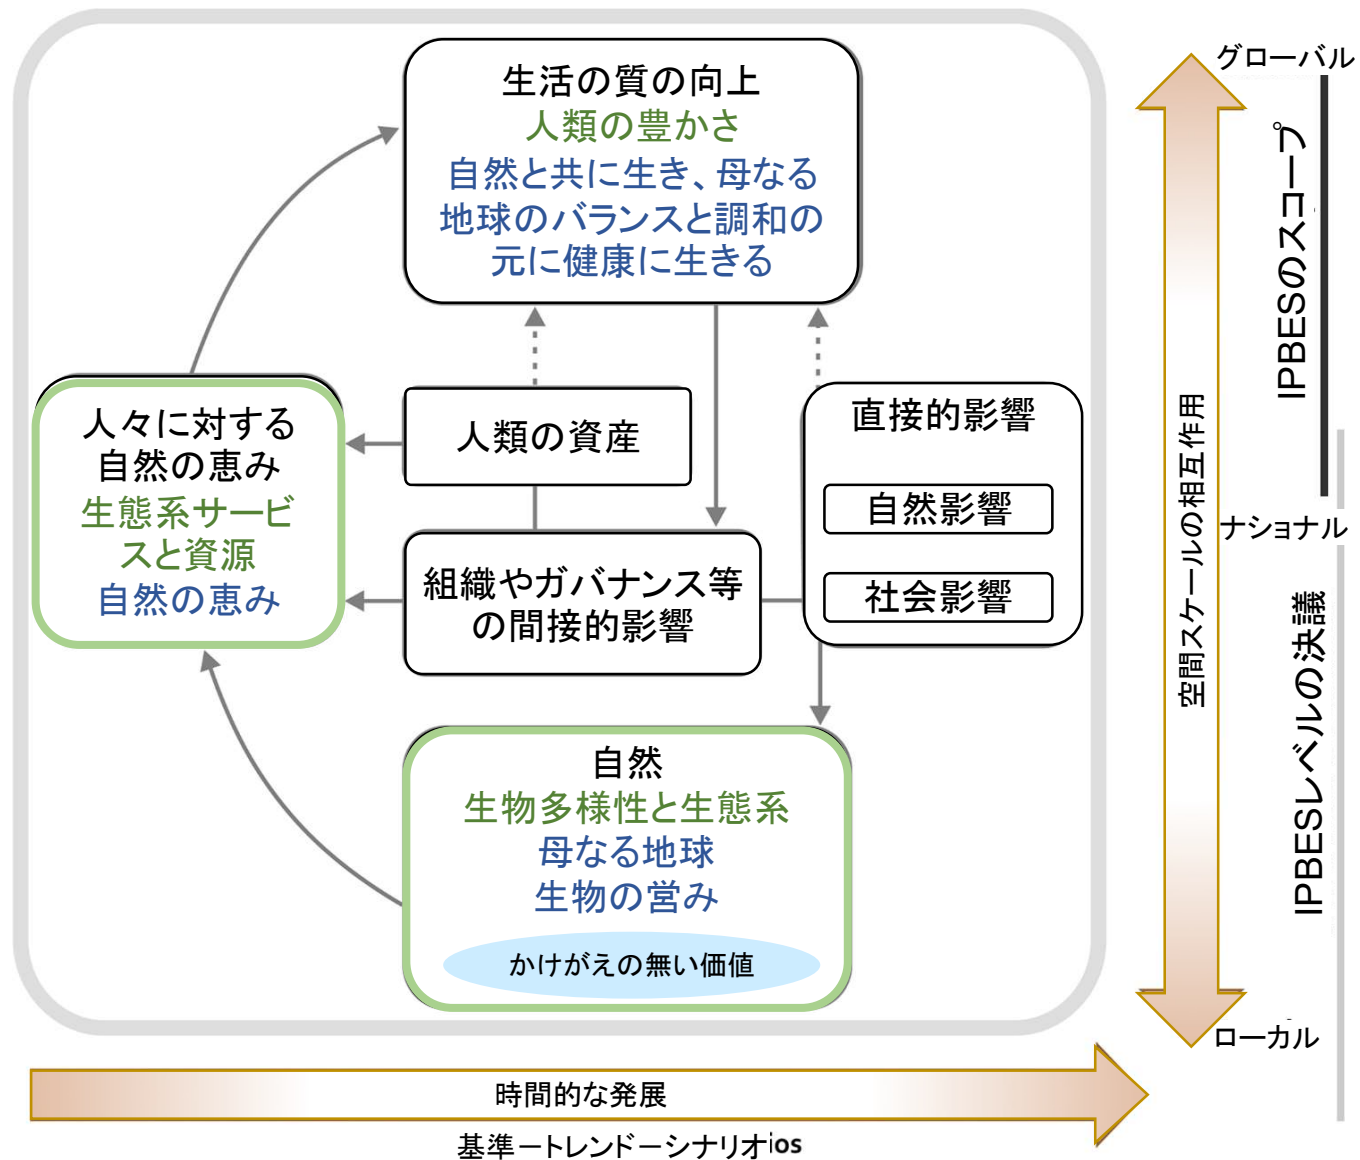 生活の質の向上
人類の豊かさ
自然と共に生き、母なる
地球のバランスと調和の
元に健康に生きる
人々に対する
自然の恵み
生態系サービ
スと資源
自然の恵み
人類の資産
組織やガバナンス等
の間接的影響
直接的影響
自然影響
社会影響
自然
生物多様性と生態系
母なる地球
生物の営み
かけがえの無い価値
グローバル
IPBESのスコープ
空間スケールの相互作用
ナショナル
IPBESレベルの決議
ローカル
時間的な発展
基準ートレンドーシナリオios